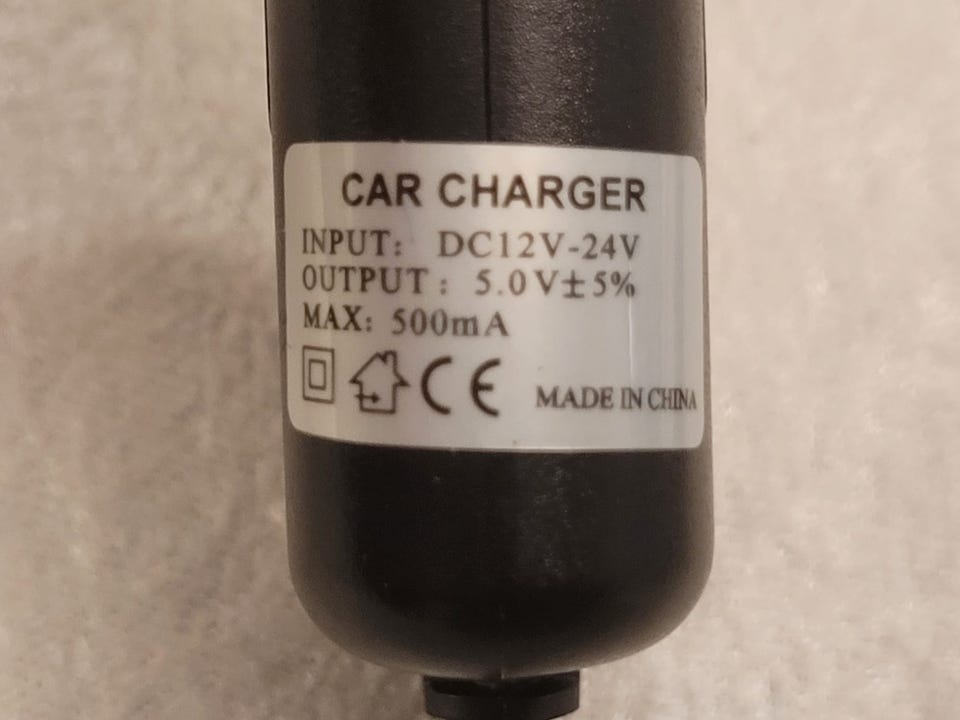 CAR CHARGER
INPUT: DC12V-24V
OUTPUT: 5.0V±5%
MAX: 500mA
CE MADE IN CHINA